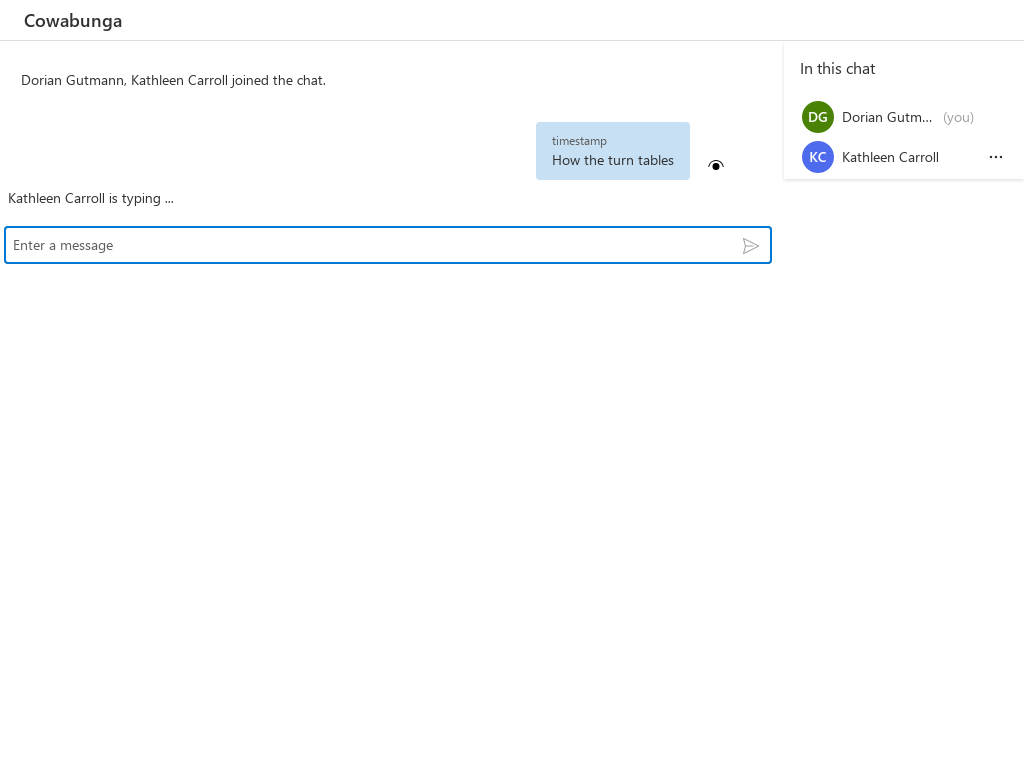 Cowabunga
Dorian Gutmann, Kathleen Carroll joined the chat.
timestamp
How the turn tables
Kathleen Carroll is typing ...
Enter a message
In this chat
DG Dorian Gutm... (you)
KC Kathleen Carroll